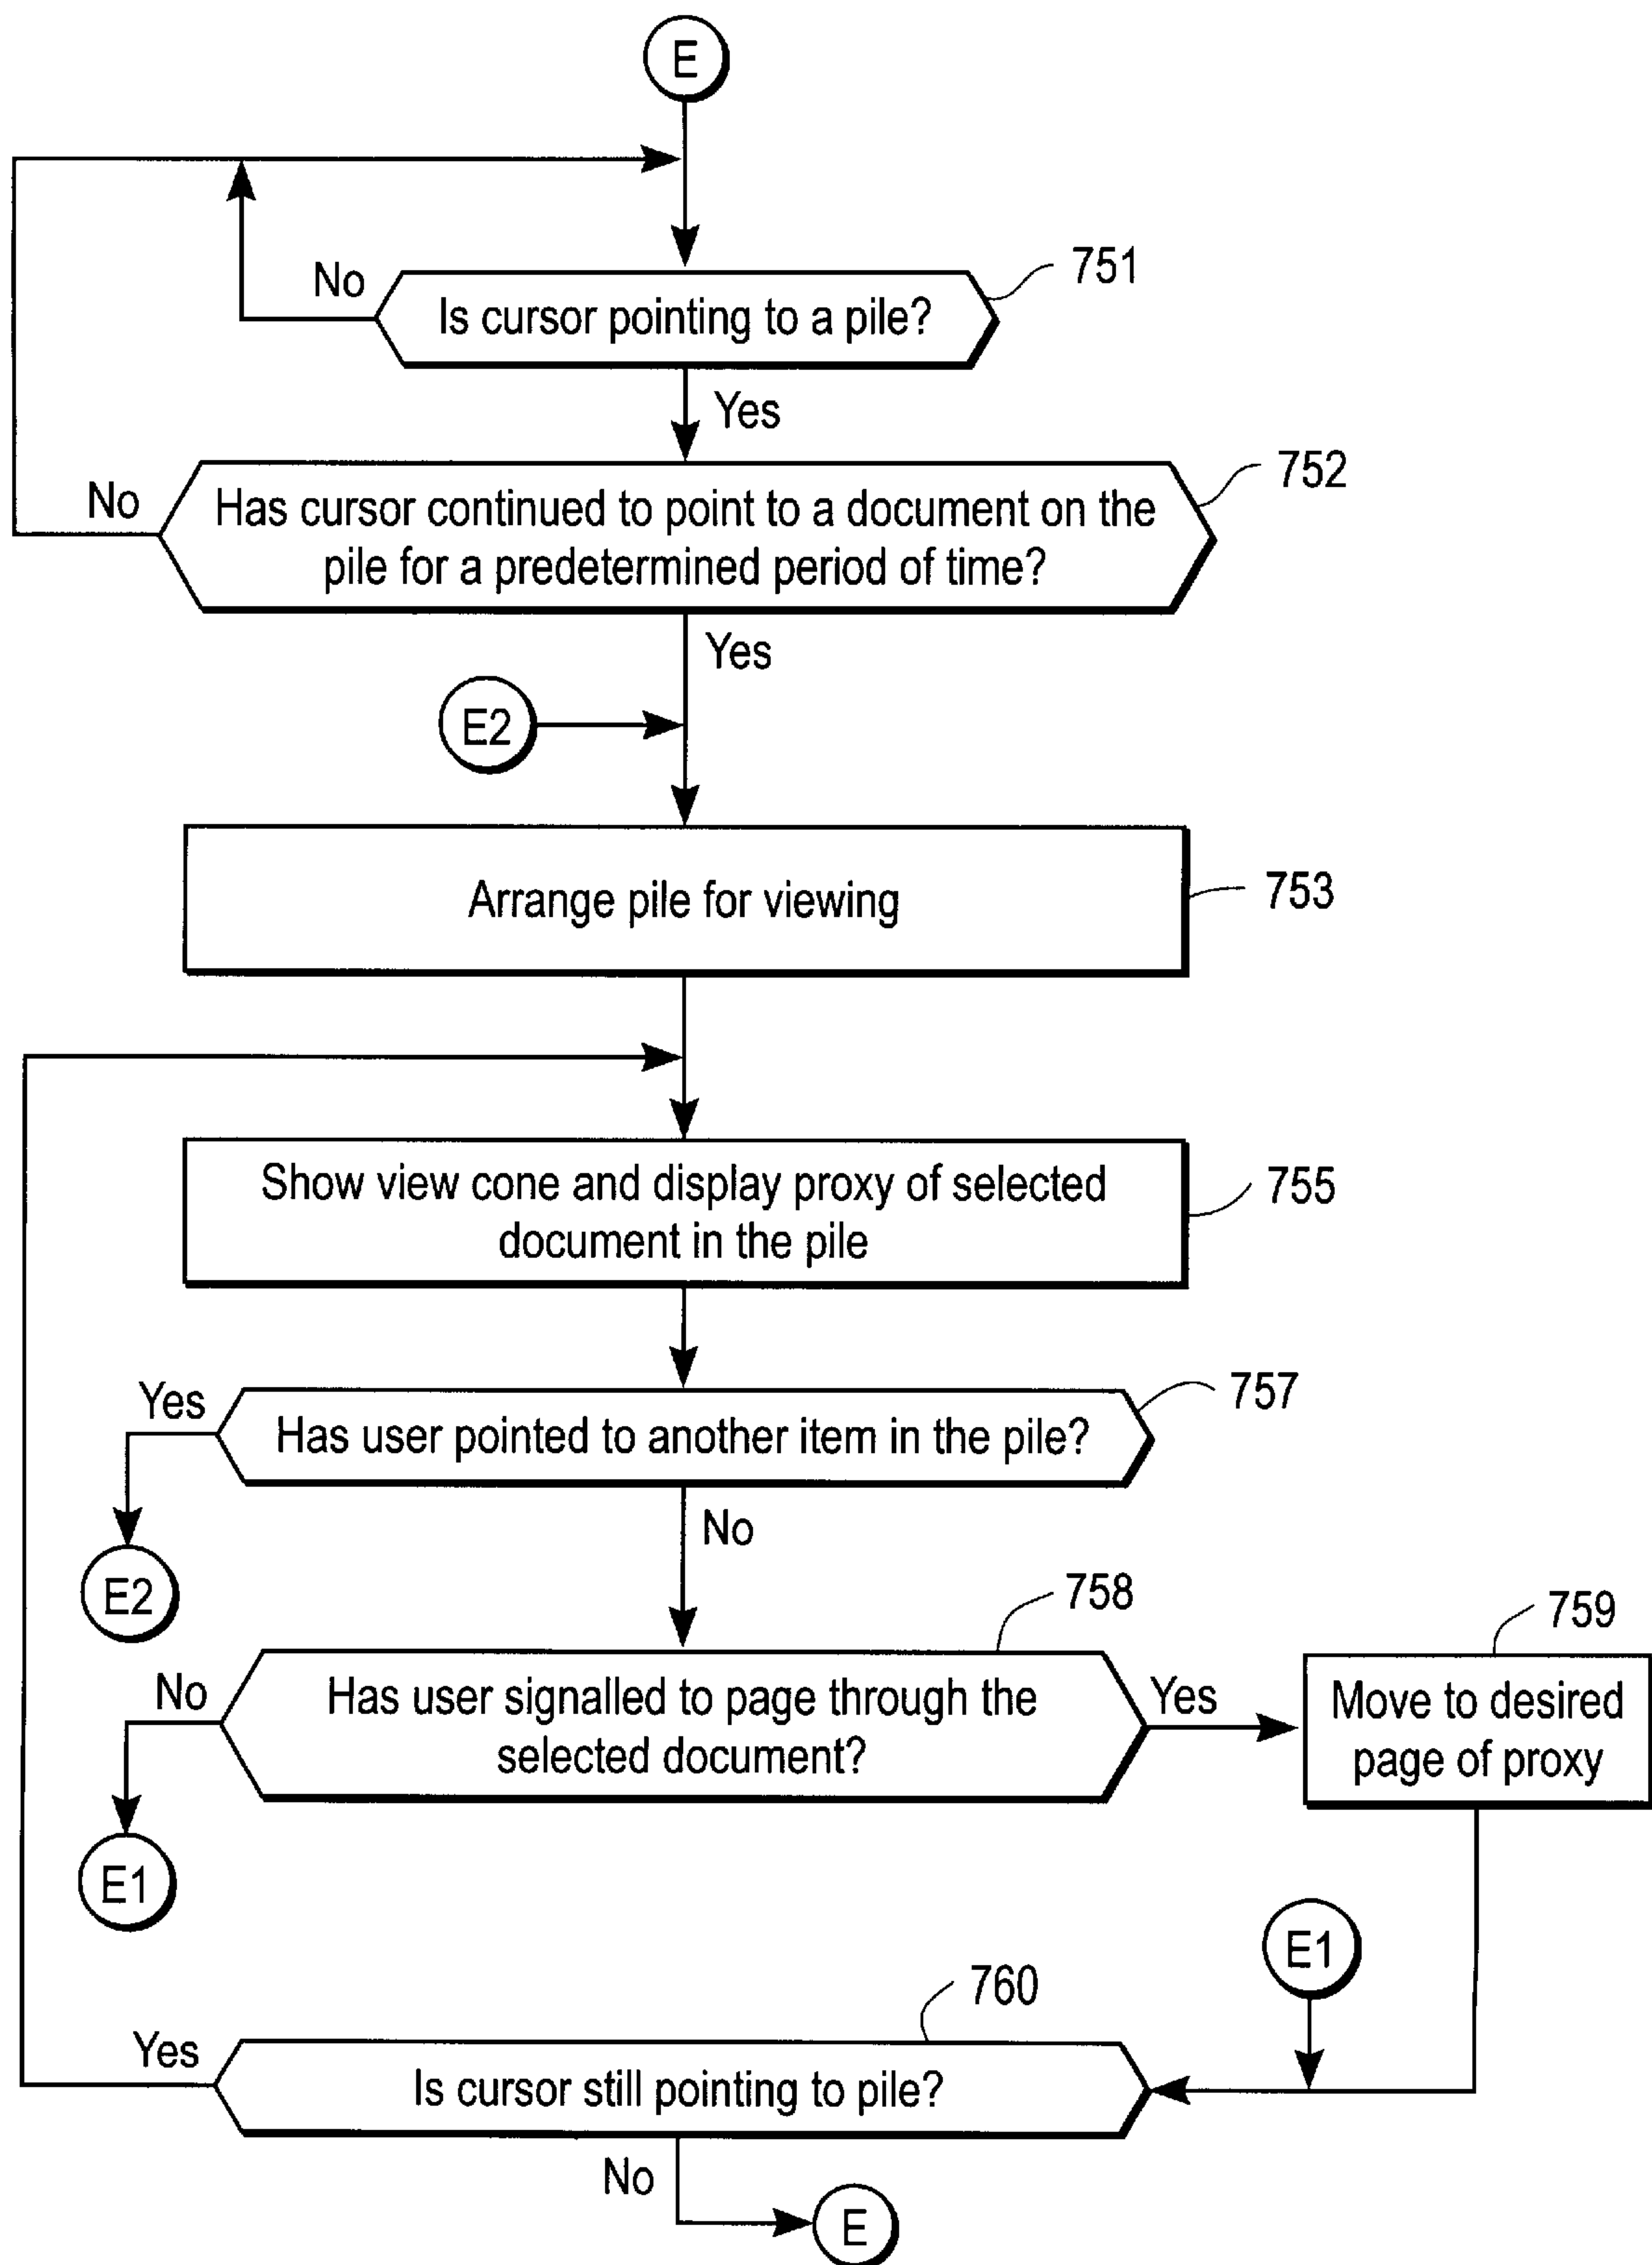 E
No
751
Is cursor pointing to a pile?
Yes
752
No
Has cursor continued to point to a document on the
pile for a predetermined period of time?
Yes
E2
Arrange pile for viewing
753
Show view cone and display proxy of selected
document in the pile
755
757
Yes
Has user pointed to another item in the pile?
No
E2
758
759
No
Has user signalled to page through the
selected document?
Yes
Move to desired
page of proxy
E1
E1
760
Yes
Is cursor still pointing to pile?
No
E